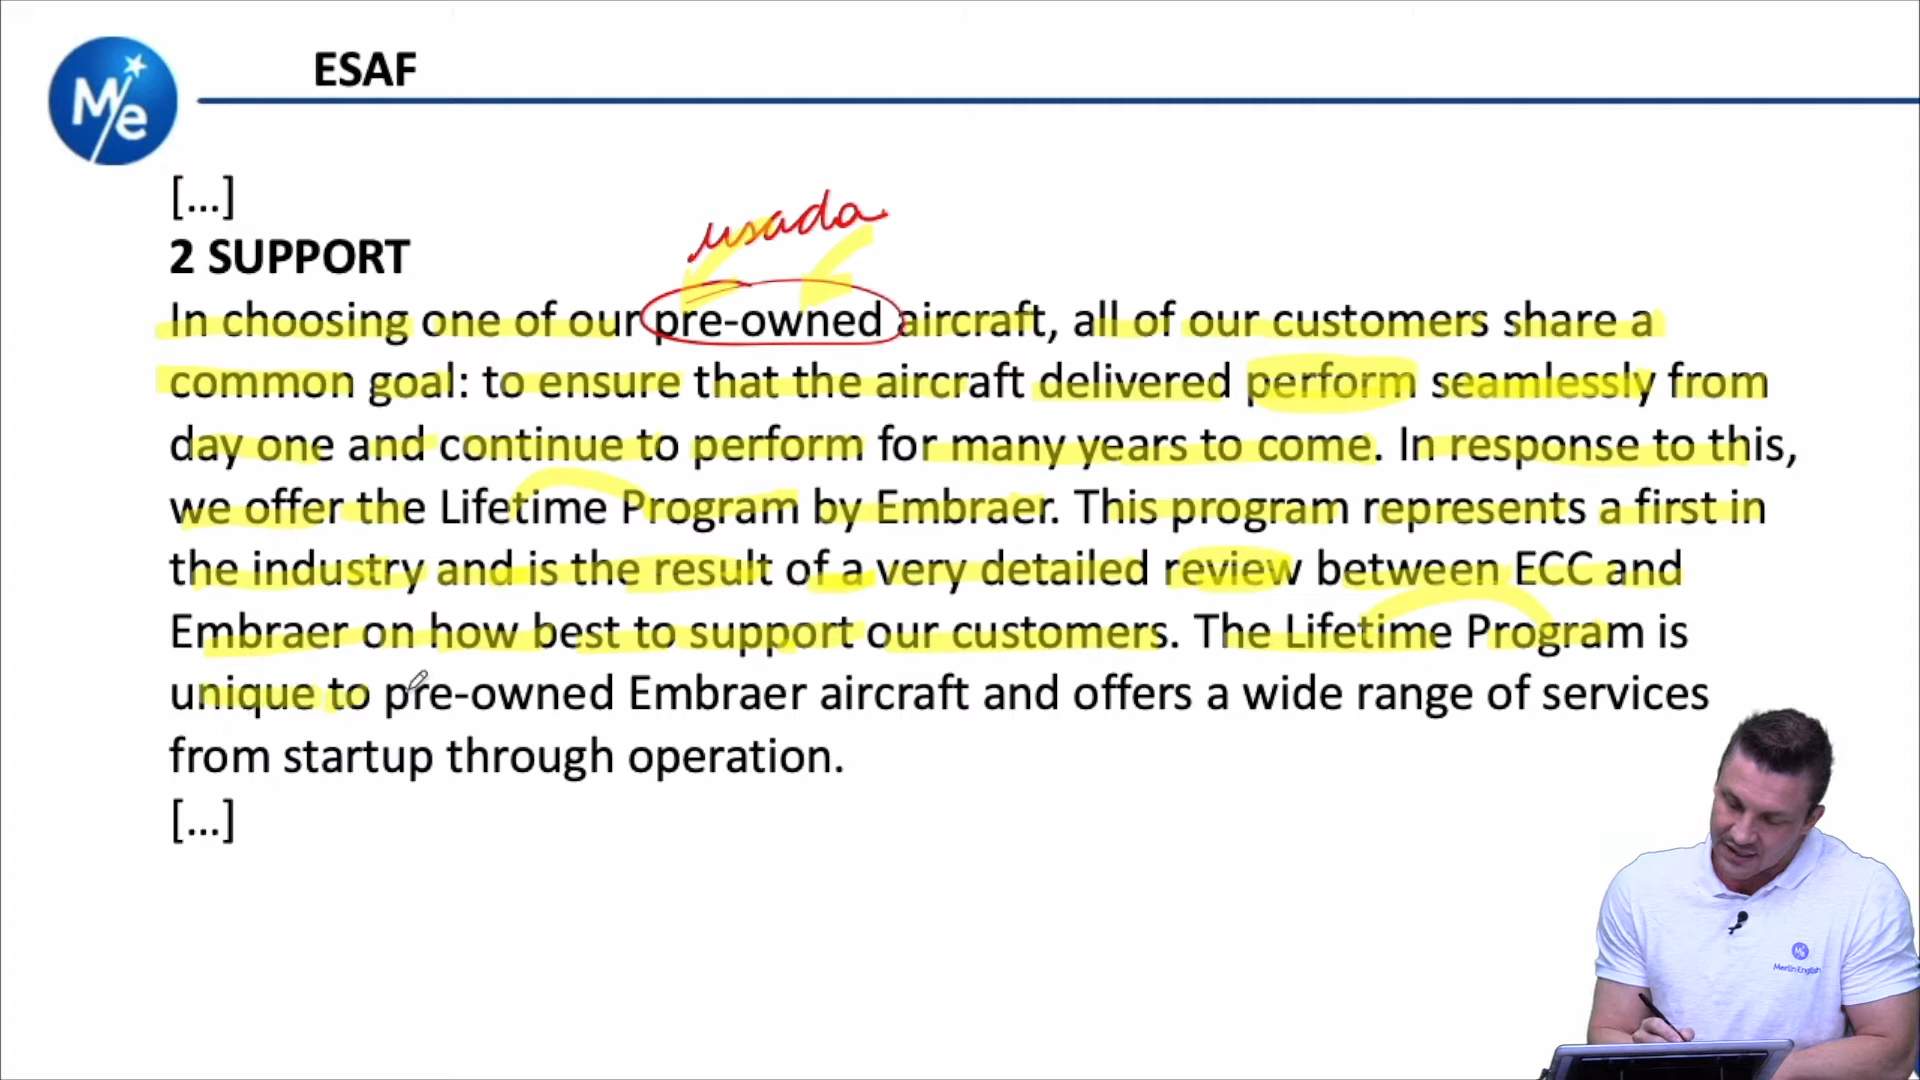 M/e
ESAF
[...]
2 SUPPORT
usada
In choosing one of our pre-owned aircraft, all of our customers share a
common goal: to ensure that the aircraft delivered perform seamlessly from
day one and continue to perform for many years to come. In response to this,
we offer the Lifetime Program by Embraer. This program represents a first in
the industry and is the result of a very detailed review between ECC and
Embraer on how best to support our customers. The Lifetime Program is
unique to pre-owned Embraer aircraft and offers a wide range of services
from startup through operation.
[...]
Merlin English